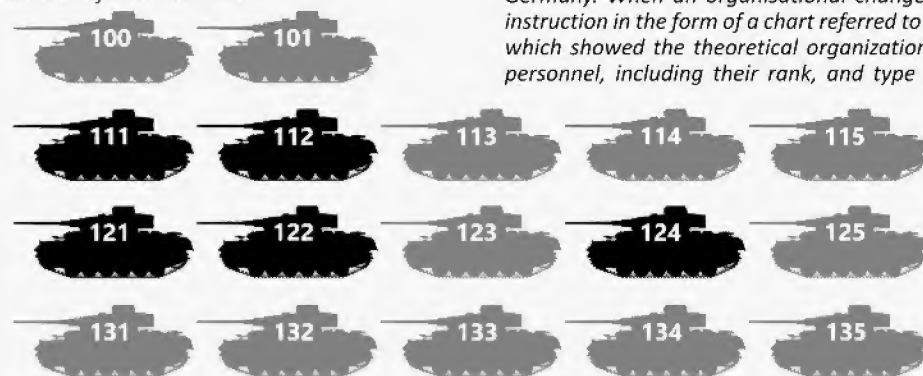 Germany. When an organisational change
instruction in the form of a chart referred to
which showed the theoretical organization
personnel, including their rank, and type
100 101
111 112 113 114 115
121 122 123 124 125
131 132 133 134 135